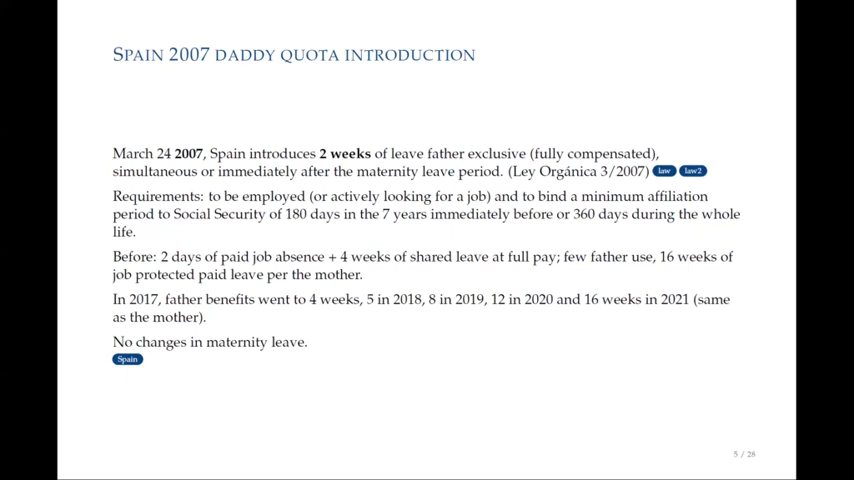 SPAIN 2007 DADDY QUOTA INTRODUCTION
March 24 2007, Spain introduces 2 weeks of leave father exclusive (fully compensated),
simultaneous or immediately after the maternity leave period. (Ley Orgánica 3/2007) law law2
Requirements: to be employed (or actively looking for a job) and to bind a minimum affiliation
period to Social Security of 180 days in the 7 years immediately before or 360 days during the whole
life.
Before: 2 days of paid job absence + 4 weeks of shared leave at full pay; few father use, 16 weeks of
job protected paid leave per the mother.
In 2017, father benefits went to 4 weeks, 5 in 2018, 8 in 2019, 12 in 2020 and 16 weeks in 2021 (same
as the mother).
No changes in maternity leave.
Spain
5 / 28